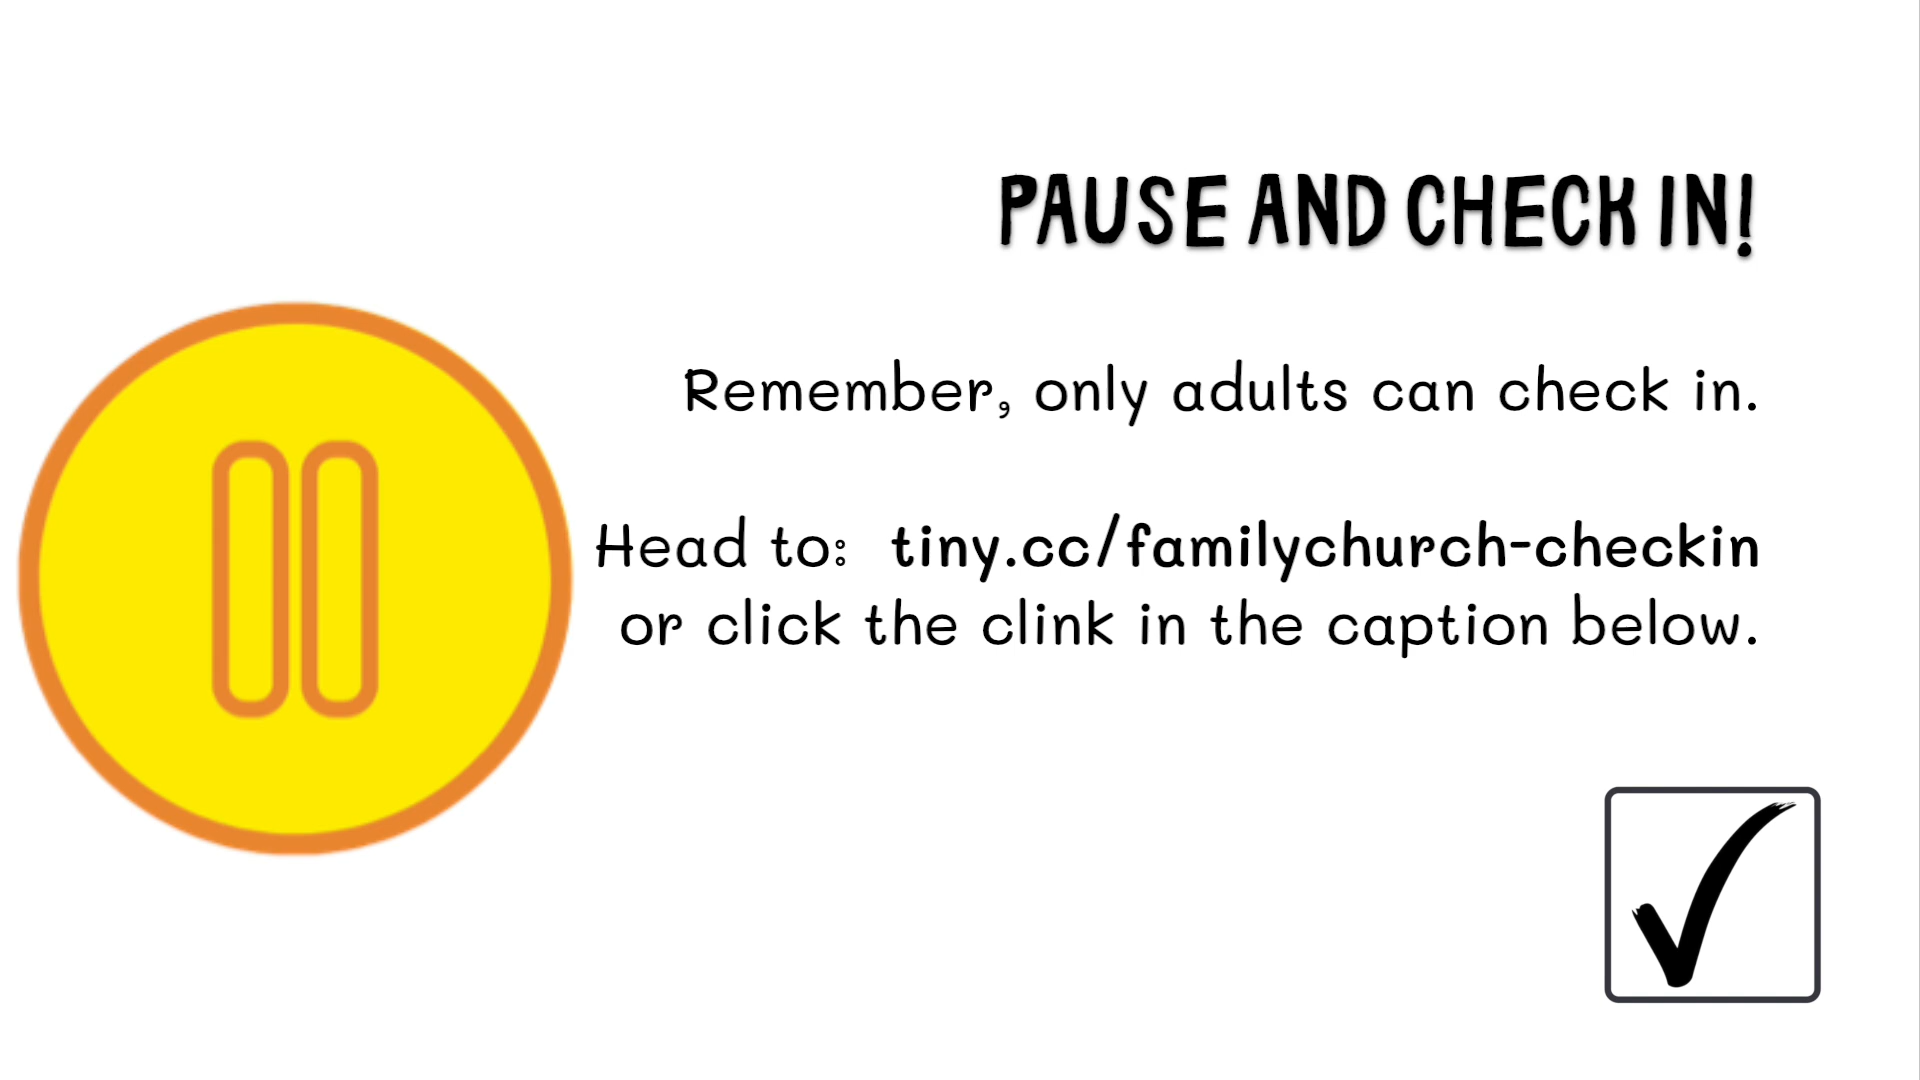 PAUSE AND CHECK IN!
Remember, only adults can check in.
Head to: tiny.cc/familychurch-checkin
or click the clink in the caption below.